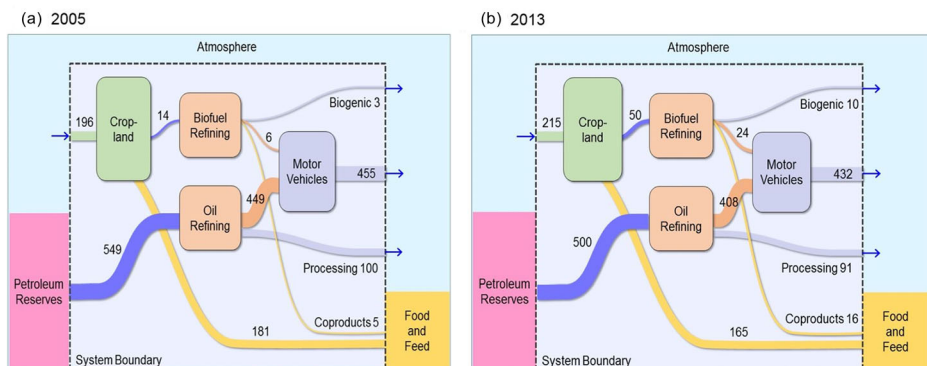 (a) 2005
Atmosphere
Biogenic 3
196
Crop-
land
14
Biofuel
Refining
6
Motor
Vehicles
455
449
Oil
Refining
549
Processing 100
Petroleum
Reserves
Coproducts 5
181
Food
and
Feed
System Boundary
(b) 2013
Atmosphere
Biogenic 10
215
Crop-
land
50
Biofuel
Refining
24
Motor
Vehicles
432
408
Oil
Refining
500
Processing 91
Petroleum
Reserves
Coproducts 16
165
Food
and
Feed
System Boundary